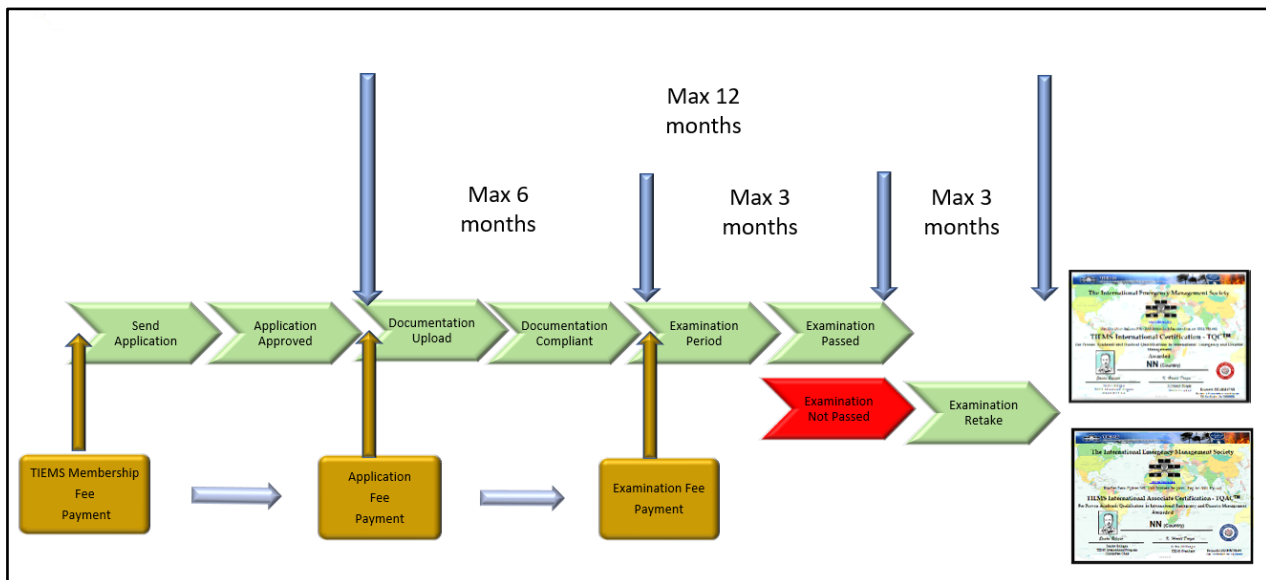 Max 12
months
Max 6
months
Max 3
months
Max 3
months
Send
Application
Application
Approved
Documentation
Upload
Documentation
Compliant
Examination
Period
Examination
Passed
Examination
Not Passed
Examination
Retake
TIEMS Membership
Fee
Payment
Application
Fee
Payment
Examination Fee
Payment
The International Emergency Management Society
TIEMS International Certification - TQC™
Awarded
NN (Country)
The International Emergency Management Society
TIEMS International Associate Certification - TQAC™
Awarded
NN (Country)